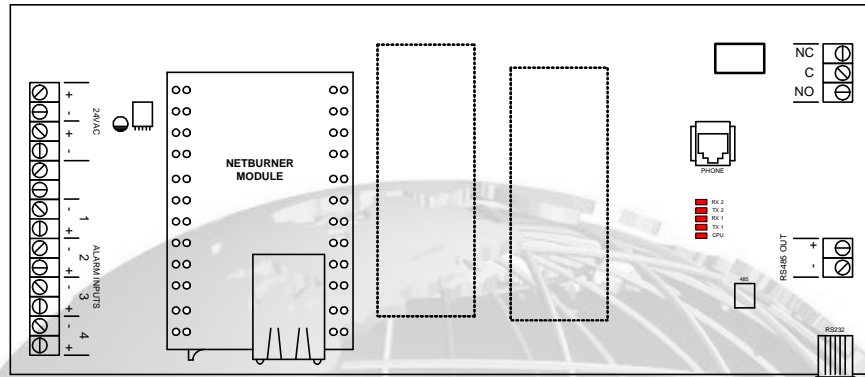 +
-
+
-
24VAC
-
+
-
+
-
+
-
+
1
2
3
4
ALARM INPUTS
NETBURNER
MODULE
NC
C
NO
PHONE
RX 2
TX 2
RX 1
TX 1
CPU
+
-
RS485 OUT
485
RS232